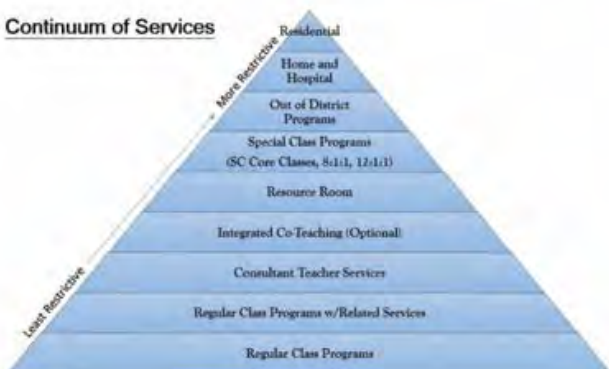 Continuum of Services
Residential
Home and
Hospital
Out of District
Programs
Special Class Programs
(SC Core Classes, 8:1:1, 12:1:1)
Resource Room
Integrated Co-Teaching (Optional)
Consultant Teacher Services
Regular Class Programs w/Related Services
Regular Class Programs
More Restrictive
Least Restrictive